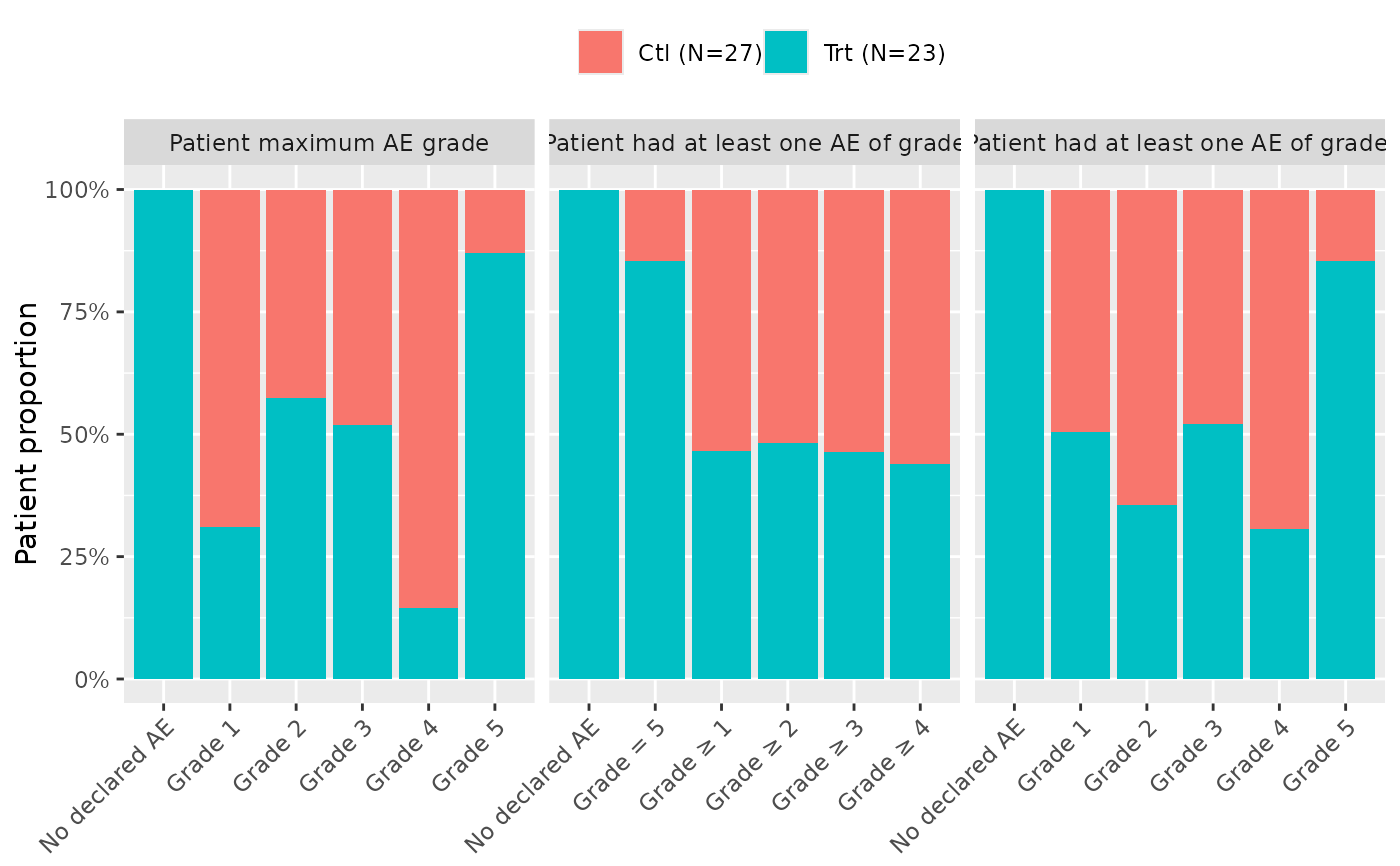 Ctl (N=27) Trt (N=23)
Patient maximum AE grade
Patient had at least one AE of grade
Patient had at least one AE of grade
Patient proportion
100%
75%
50%
25%
0%
No declared AE
Grade 1
Grade 2
Grade 3
Grade 4
Grade 5
No declared AE
Grade = 5
Grade ≥ 1
Grade ≥ 2
Grade ≥ 3
Grade ≥ 4
No declared AE
Grade 1
Grade 2
Grade 3
Grade 4
Grade 5